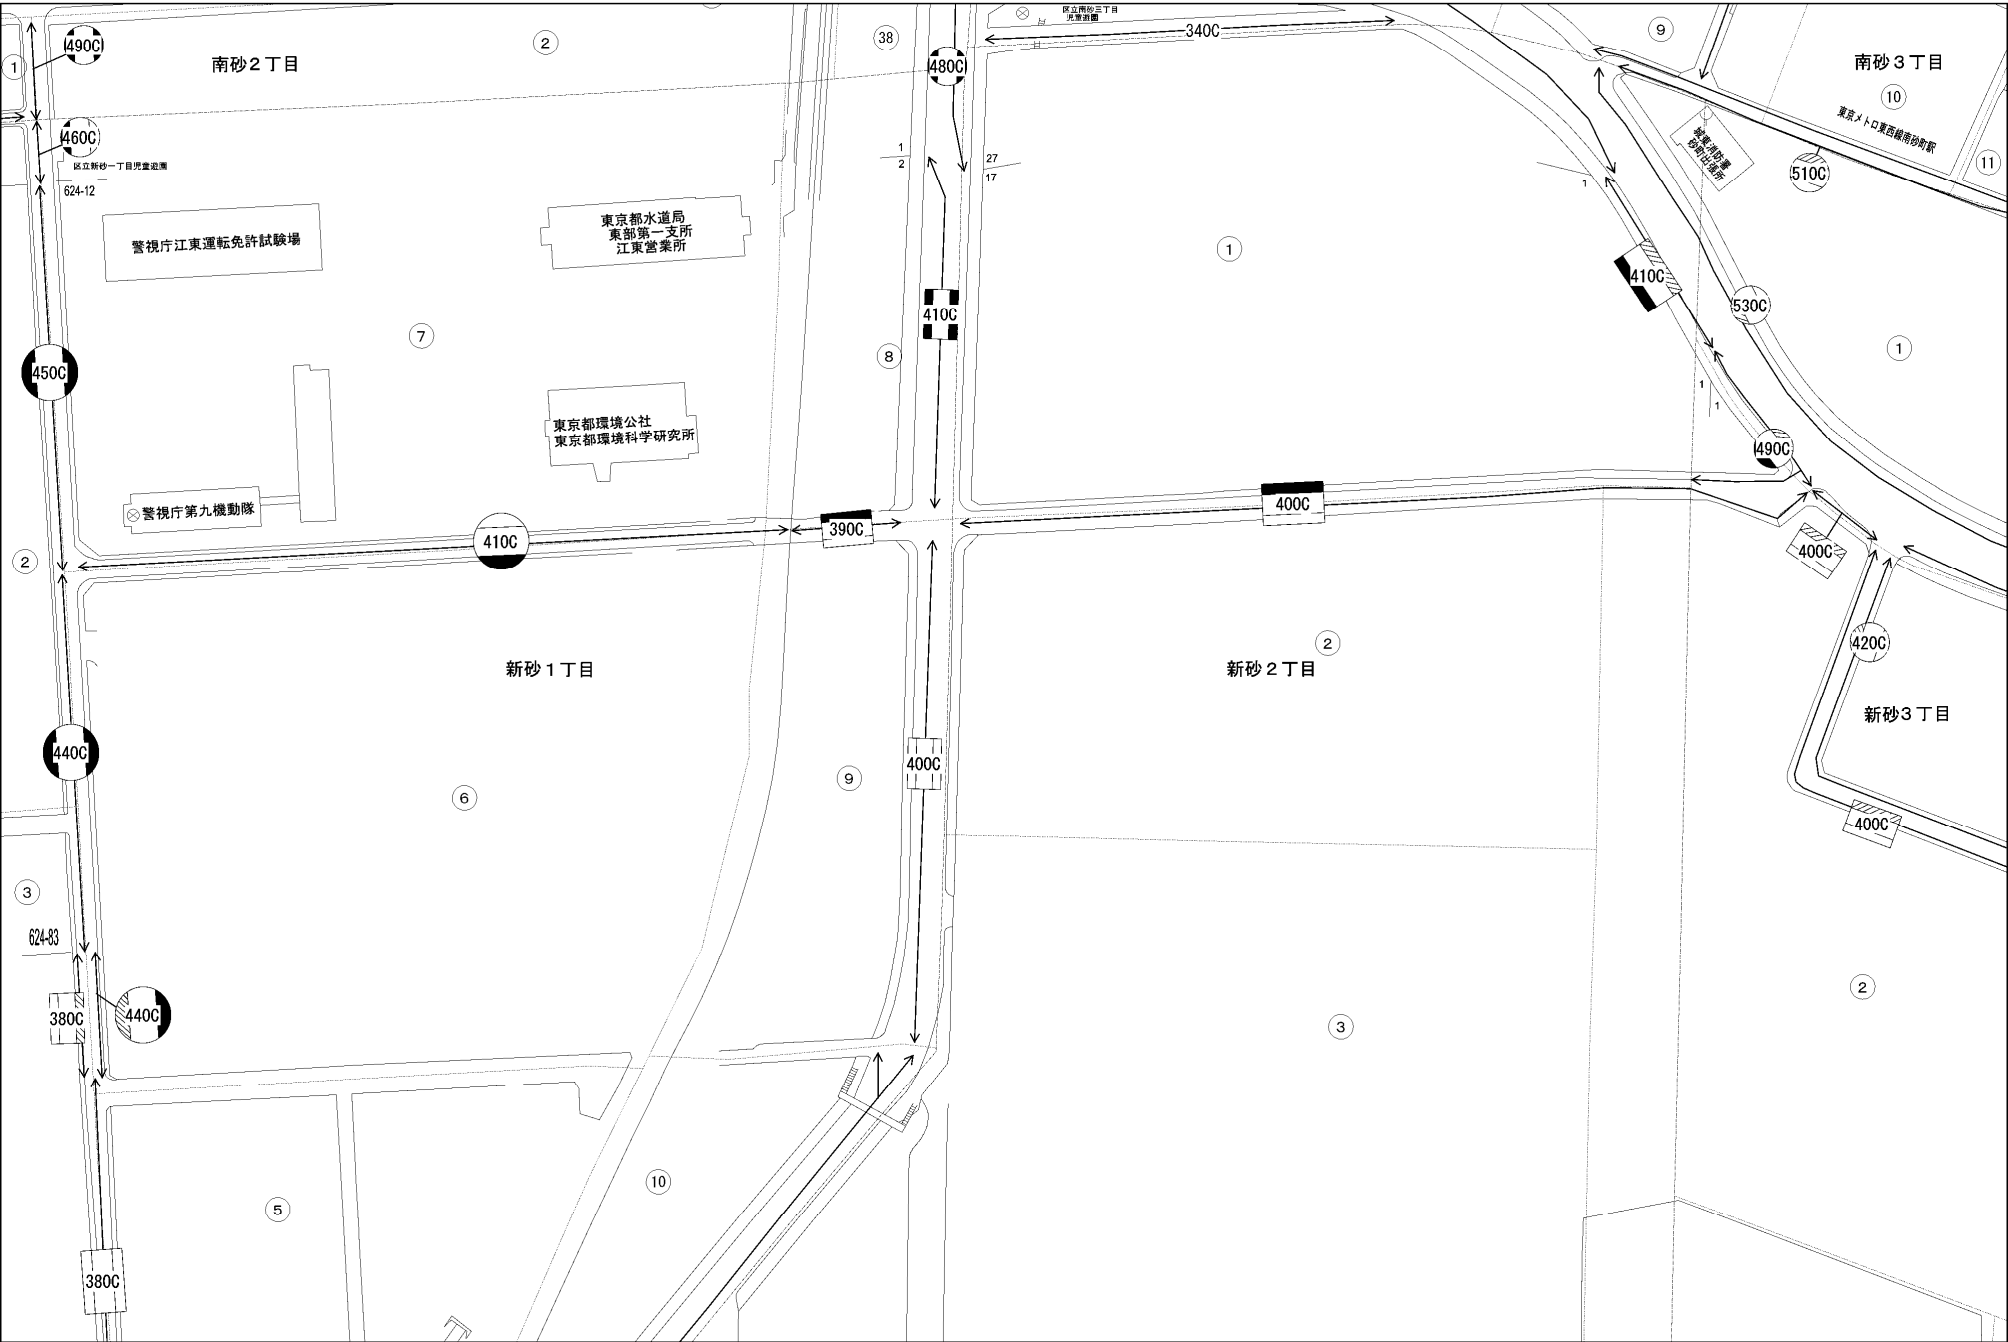 区立南砂三丁目
児童遊園
340C
490C
①
②
南砂2丁目
㊳
480C
⑨
南砂3丁目
⑩
東京メトロ東西線南砂町駅
460C
区立新砂一丁目児童遊園
624-12
1
2
27
17
1
1
城東消防署
砂町出張所
510C
⑪
警視庁江東運転免許試験場
東京都水道局
東部第一支所
江東営業所
①
410C
530C
410C
⑦
⑧
①
450C
1
1
東京都環境公社
東京都環境科学研究所
490C
警視庁第九機動隊
400C
390C
410C
400C
②
420C
新砂1丁目
②
新砂2丁目
新砂3丁目
440C
400C
⑨
⑥
400C
③
624-83
380C
440C
②
③
⑩
⑤
380C